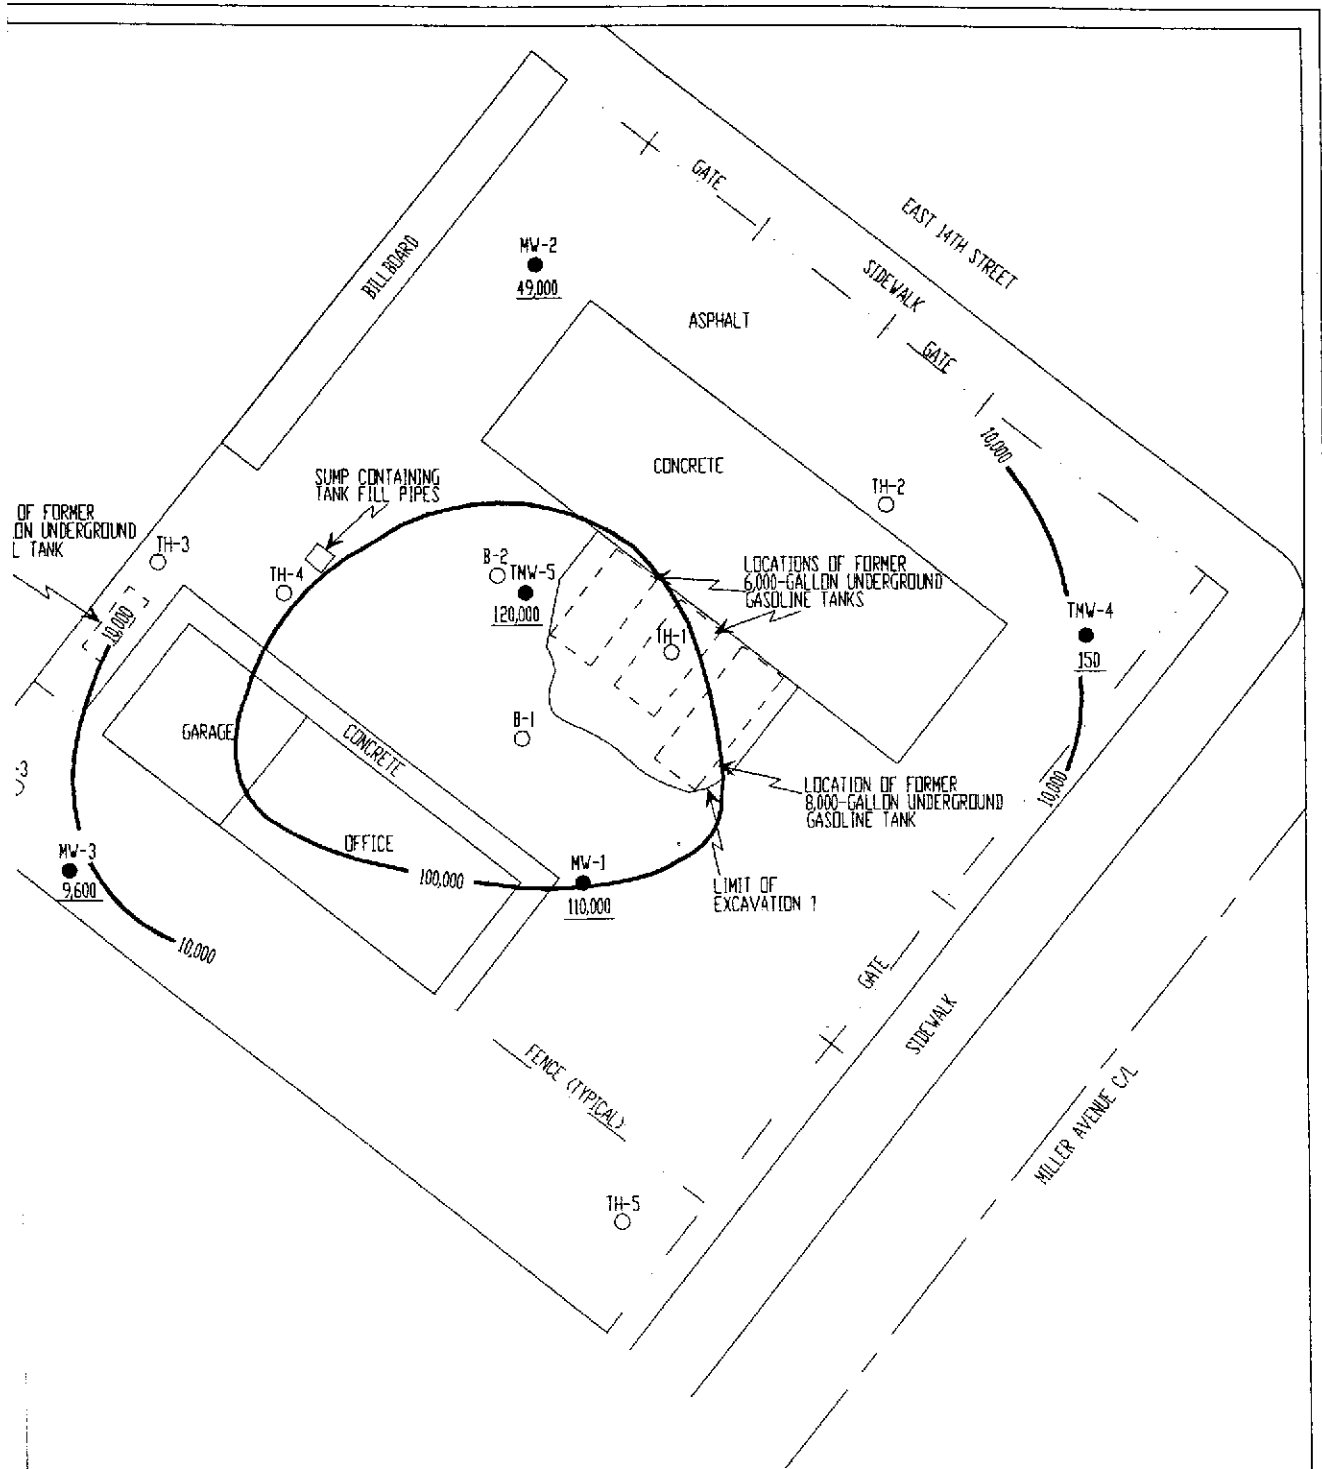 GATE
EAST 14TH STREET
SIDEWALK
MW-2
49,000
BILLBOARD
ASPHALT
GATE
10,000
CONCRETE
SUMP CONTAINING
TANK FILL PIPES
TH-2
OF FORMER
ON UNDERGROUND
L TANK
TH-3
TH-4
B-2
TMW-5
120,000
LOCATIONS OF FORMER
6,000-GALLON UNDERGROUND
GASOLINE TANKS
10,000
TH-1
TMW-4
150
B-1
GARAGE
CONCRETE
-3
LOCATION OF FORMER
8,000-GALLON UNDERGROUND
GASOLINE TANK
10,000
OFFICE
MW-3
9,600
100,000
MW-1
110,000
LIMIT OF
EXCAVATION ?
10,000
GATE
SIDEWALK
FENCE (TYPICAL)
MILLER AVENUE C/L
TH-5